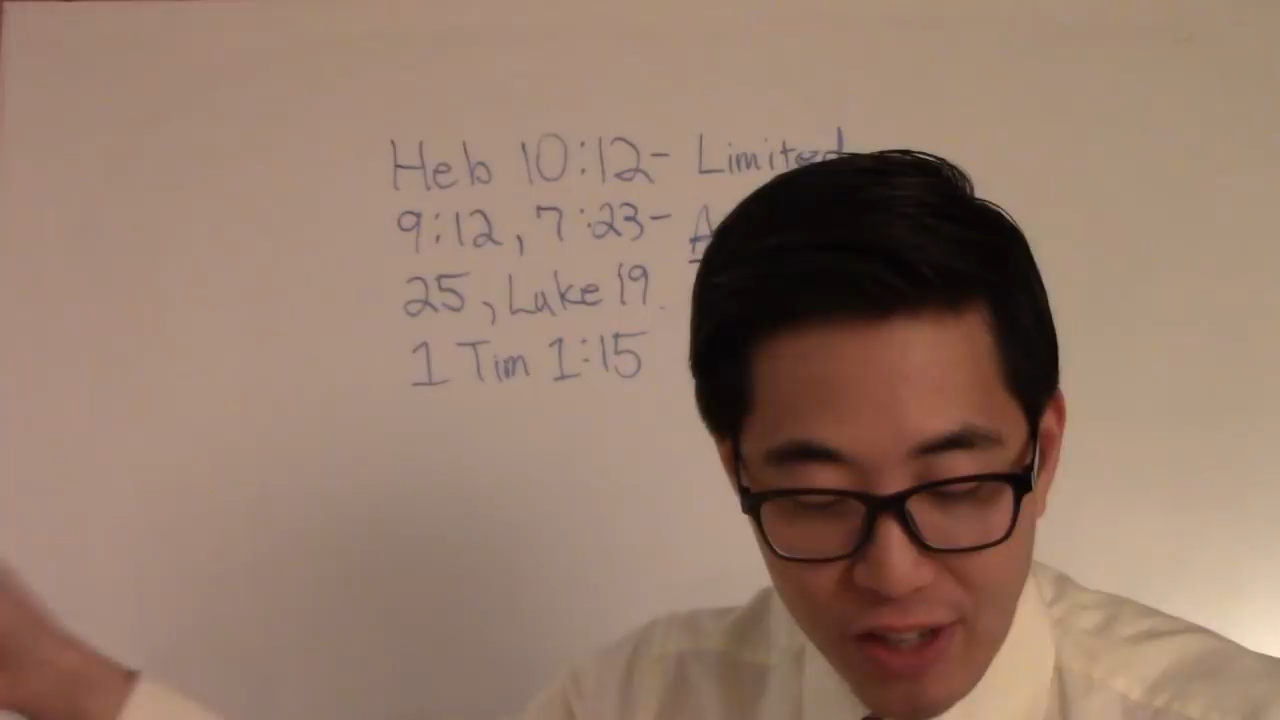 Heb 10:12- Limited
9:12, 7:23-
25, Luke 19
1 Tim 1:15